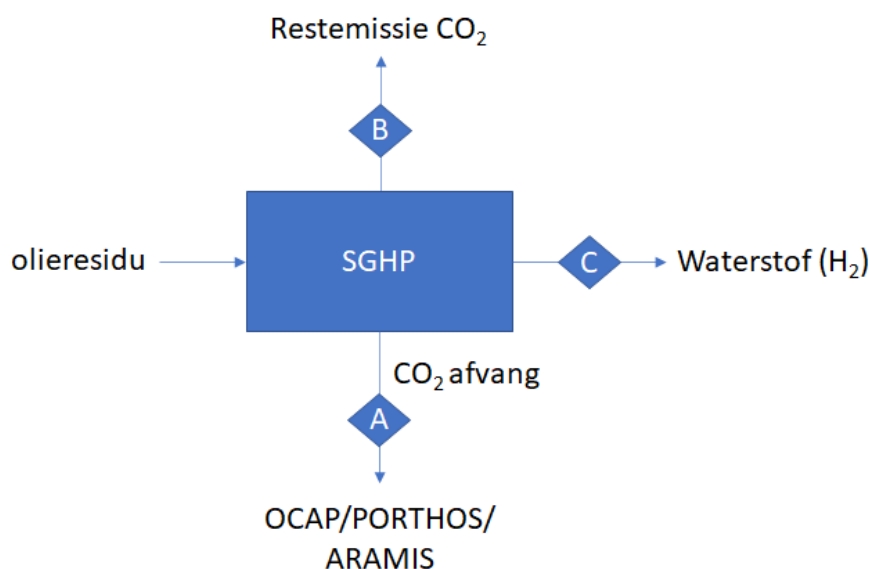 Restemissie CO₂
B
olieresidu
SGHP
C
Waterstof (H₂)
CO₂ afvang
A
OCAP/PORTHOS/
ARAMIS